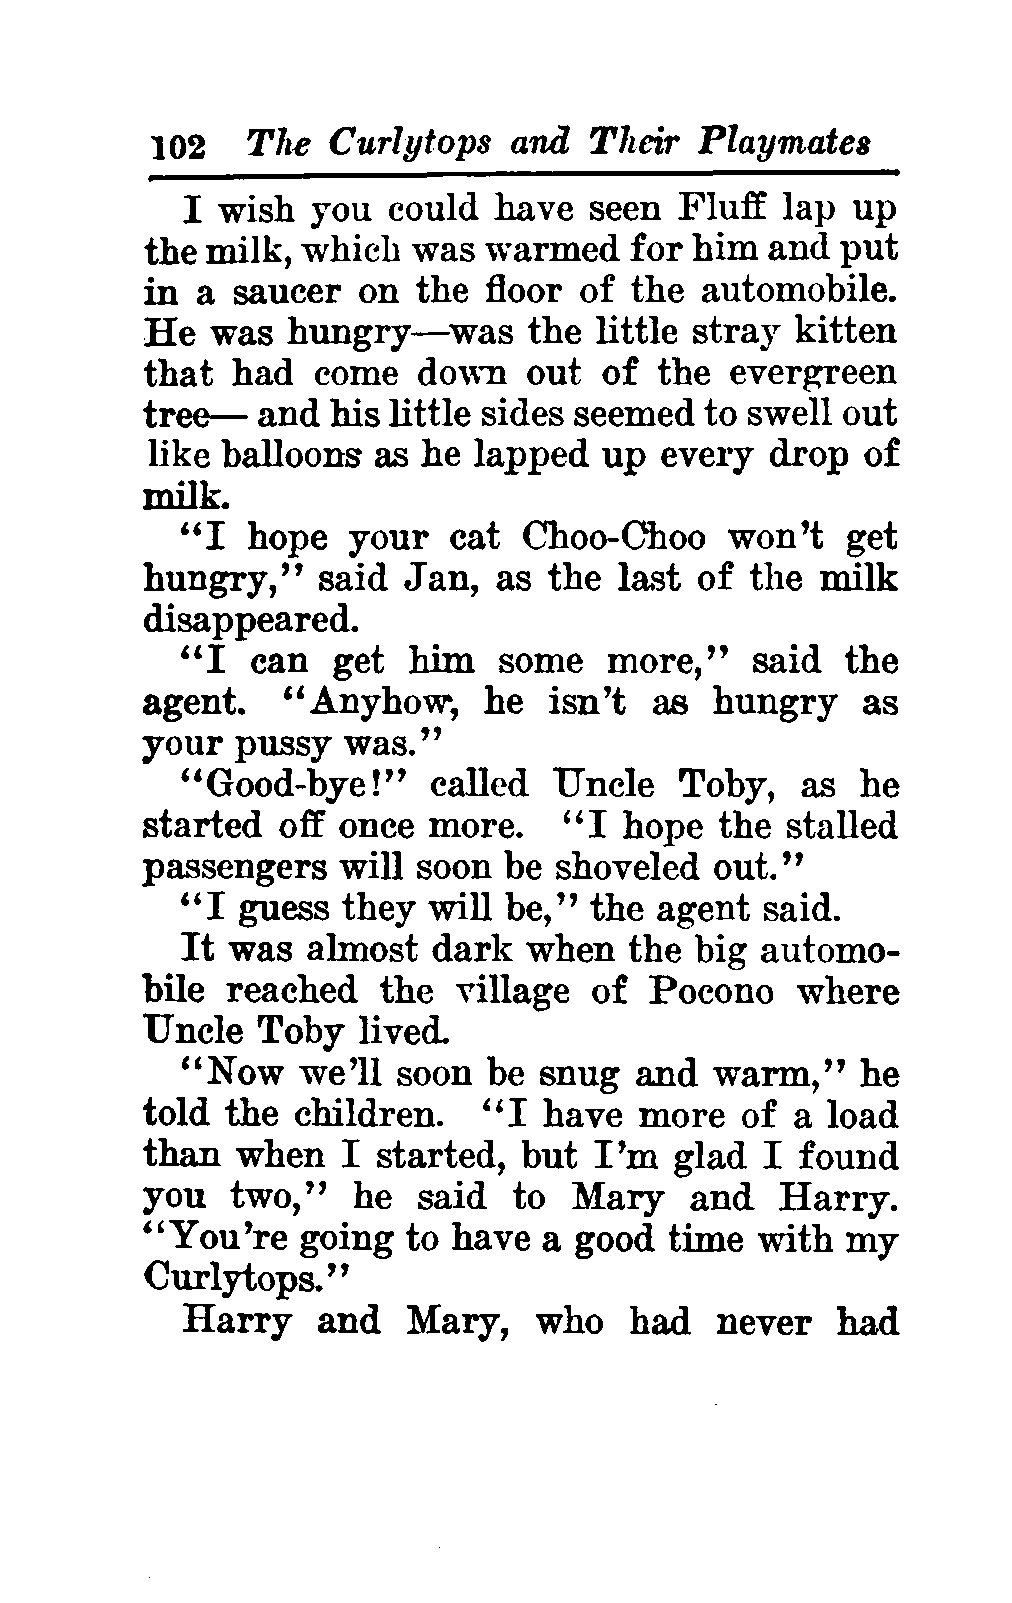 102 The Curlytops and Their Playmates
I wish you could have seen Fluff lap up
the milk, which was warmed for him and put
in a saucer on the floor of the automobile.
He was hungry—was the little stray kitten
that had come down out of the evergreen
tree— and his little sides seemed to swell out
like balloons as he lapped up every drop of
milk.
"I hope your cat Choo-Choo won't get
hungry," said Jan, as the last of the milk
disappeared.
"I can get him some more," said the
agent. "Anyhow, he isn't as hungry as
your pussy was."
"Good-bye!" called Uncle Toby, as he
started off once more. "I hope the stalled
passengers will soon be shoveled out."
"I guess they will be," the agent said.
It was almost dark when the big automo-
bile reached the village of Pocono where
Uncle Toby lived.
"Now we'll soon be snug and warm," he
told the children. "I have more of a load
than when I started, but I'm glad I found
you two," he said to Mary and Harry.
"You're going to have a good time with my
Curlytops."
Harry and Mary, who had never had